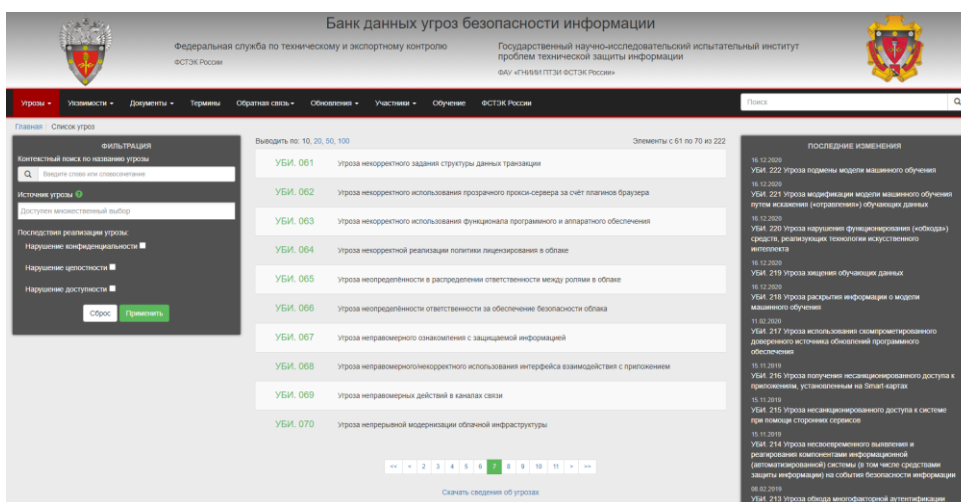 Банк данных угроз безопасности информации
Федеральная служба по техническому и экспортному контролю
ФСТЭК России
Государственный научно-исследовательский испытательный институт
проблем технической защиты информации
ФАУ «ГНИИИ ПТЗИ ФСТЭК России»
Угрозы Уязвимости Документы Термины Обратная связь Обновления Участники Обучение ФСТЭК России Поиск
Главная / Список угроз
ФИЛЬТРАЦИЯ
Контекстный поиск по названию угрозы
Введите слово или словосочетание
Источник угрозы
Доступен множественный выбор
Последствия реализации угрозы:
Нарушение конфиденциальности
Нарушение целостности
Нарушение доступности
Сброс Применить
Выводить по: 10, 20, 50, 100
Элементы с 61 по 70 из 222
УБИ. 061 Угроза некорректного задания структуры данных транзакции
УБИ. 062 Угроза некорректного использования прозрачного прокси-сервера за счёт плагинов браузера
УБИ. 063 Угроза некорректного использования функционала программного и аппаратного обеспечения
УБИ. 064 Угроза некорректной реализации политики лицензирования в облаке
УБИ. 065 Угроза неопределённости в распределении ответственности между ролями в облаке
УБИ. 066 Угроза неопределённости ответственности за обеспечение безопасности облака
УБИ. 067 Угроза неправомерного ознакомления с защищаемой информацией
УБИ. 068 Угроза неправомерного/некорректного использования интерфейса взаимодействия с приложением
УБИ. 069 Угроза неправомерных действий в каналах связи
УБИ. 070 Угроза непрерывной модернизации облачной инфраструктуры
<< < 2 3 4 5 6 7 8 9 10 11 > >>
Скачать сведения об угрозах
ПОСЛЕДНИЕ ИЗМЕНЕНИЯ
16.12.2020
УБИ. 222 Угроза подмены модели машинного обучения
16.12.2020
УБИ. 221 Угроза модификации модели машинного обучения
путем искажения («отравления») обучающих данных
16.12.2020
УБИ. 220 Угроза нарушения функционирования («обхода»)
средств, реализующих технологии искусственного
интеллекта
16.12.2020
УБИ. 219 Угроза хищения обучающих данных
16.12.2020
УБИ. 218 Угроза раскрытия информации о модели
машинного обучения
11.02.2020
УБИ. 217 Угроза использования скомпрометированного
доверенного источника обновлений программного
обеспечения
15.11.2019
УБИ. 216 Угроза получения несанкционированного доступа к
приложениям, установленным на Smart-картах
15.11.2019
УБИ. 215 Угроза несанкционированного доступа к системе
при помощи сторонних сервисов
15.11.2019
УБИ. 214 Угроза несвоевременного выявления и
реагирования компонентами информационной
(автоматизированной) системы (в том числе средствами
защиты информации) на события безопасности информации
08.02.2019
УБИ. 213 Угроза обхода многофакторной аутентификации